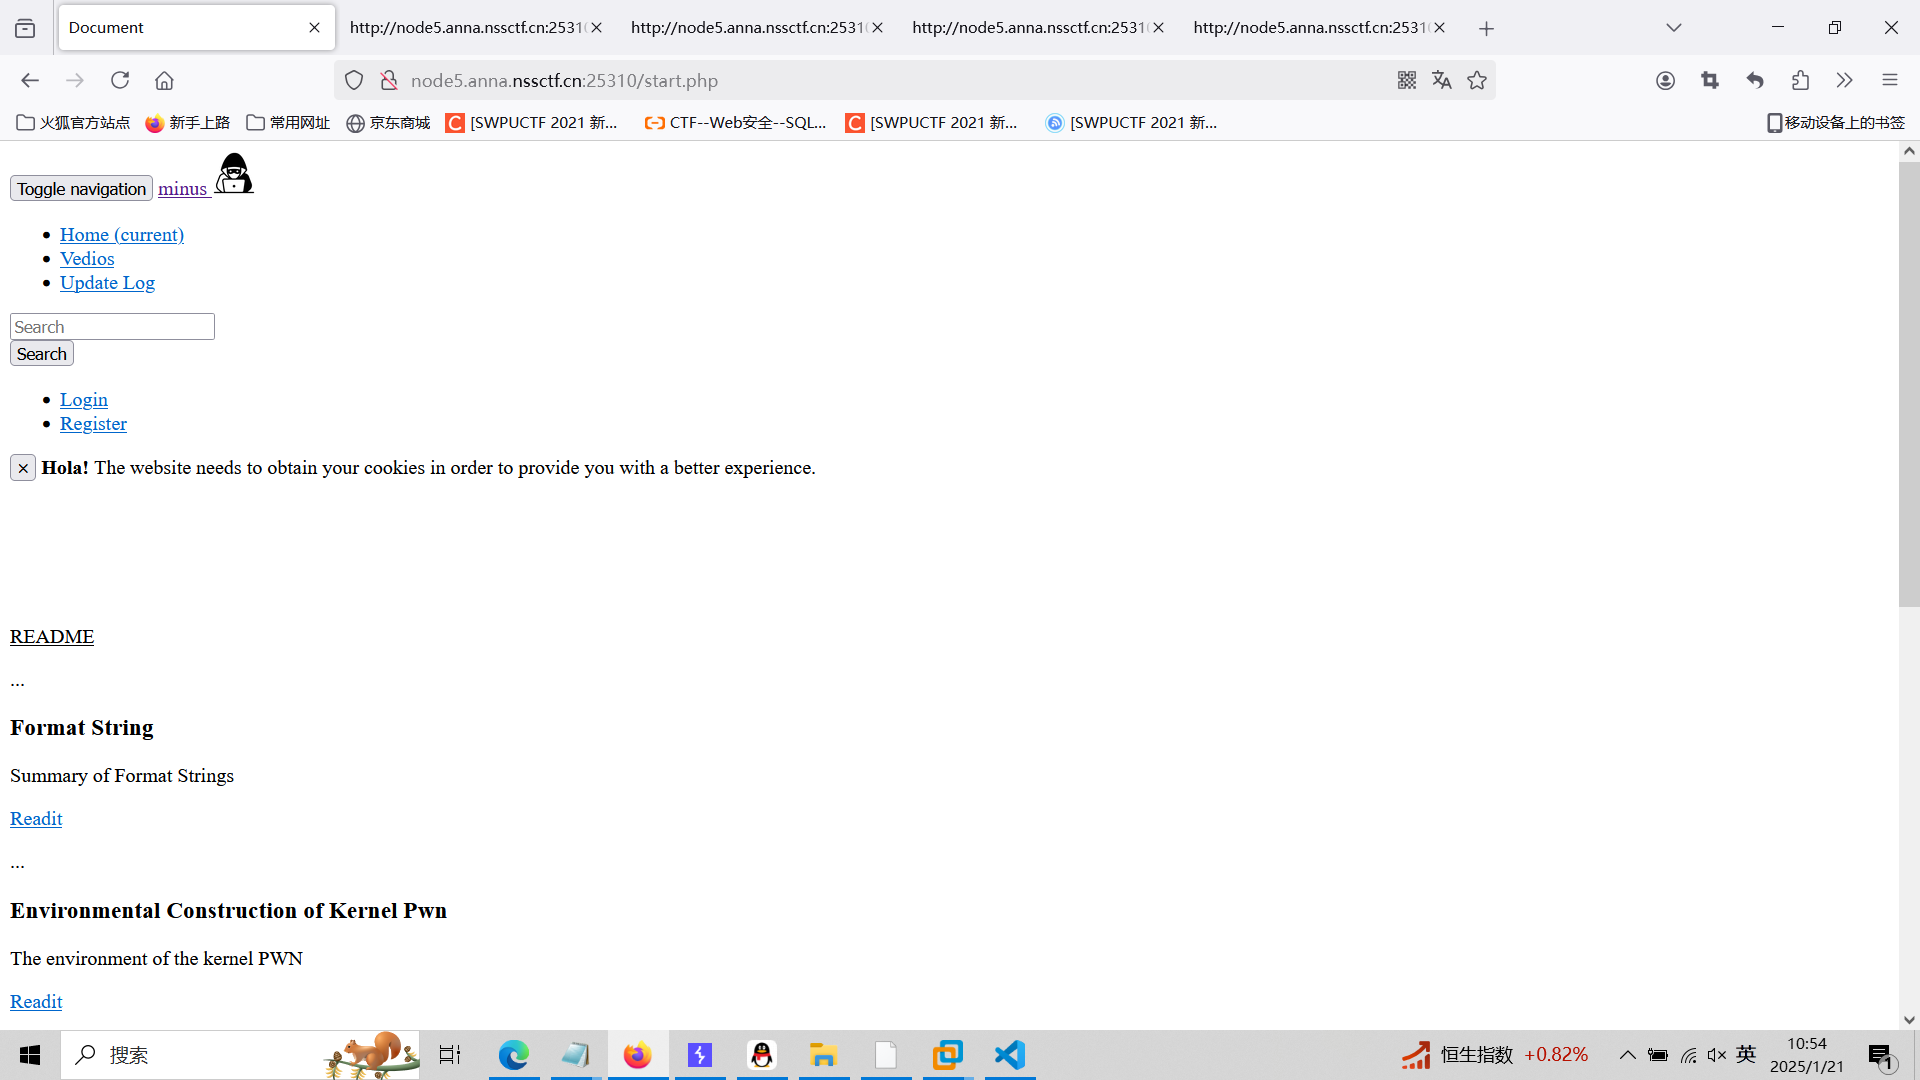 Document
http://node5.anna.nssctf.cn:2531
http://node5.anna.nssctf.cn:2531
http://node5.anna.nssctf.cn:2531
http://node5.anna.nssctf.cn:2531
node5.anna.nssctf.cn:25310/start.php
火狐官方站点
新手上路
常用网址
京东商城
[SWPUCTF 2021 新...
CTF--Web安全--SQL...
[SWPUCTF 2021 新...
[SWPUCTF 2021 新...
移动设备上的书签
Toggle navigation minus
Home (current)
Vedios
Update Log
Search
Search
Login
Register
× Hola! The website needs to obtain your cookies in order to provide you with a better experience.
README
...
Format String
Summary of Format Strings
Readit
...
Environmental Construction of Kernel Pwn
The environment of the kernel PWN
Readit
搜索
恒生指数 +0.82%
英
10:54
2025/1/21
1